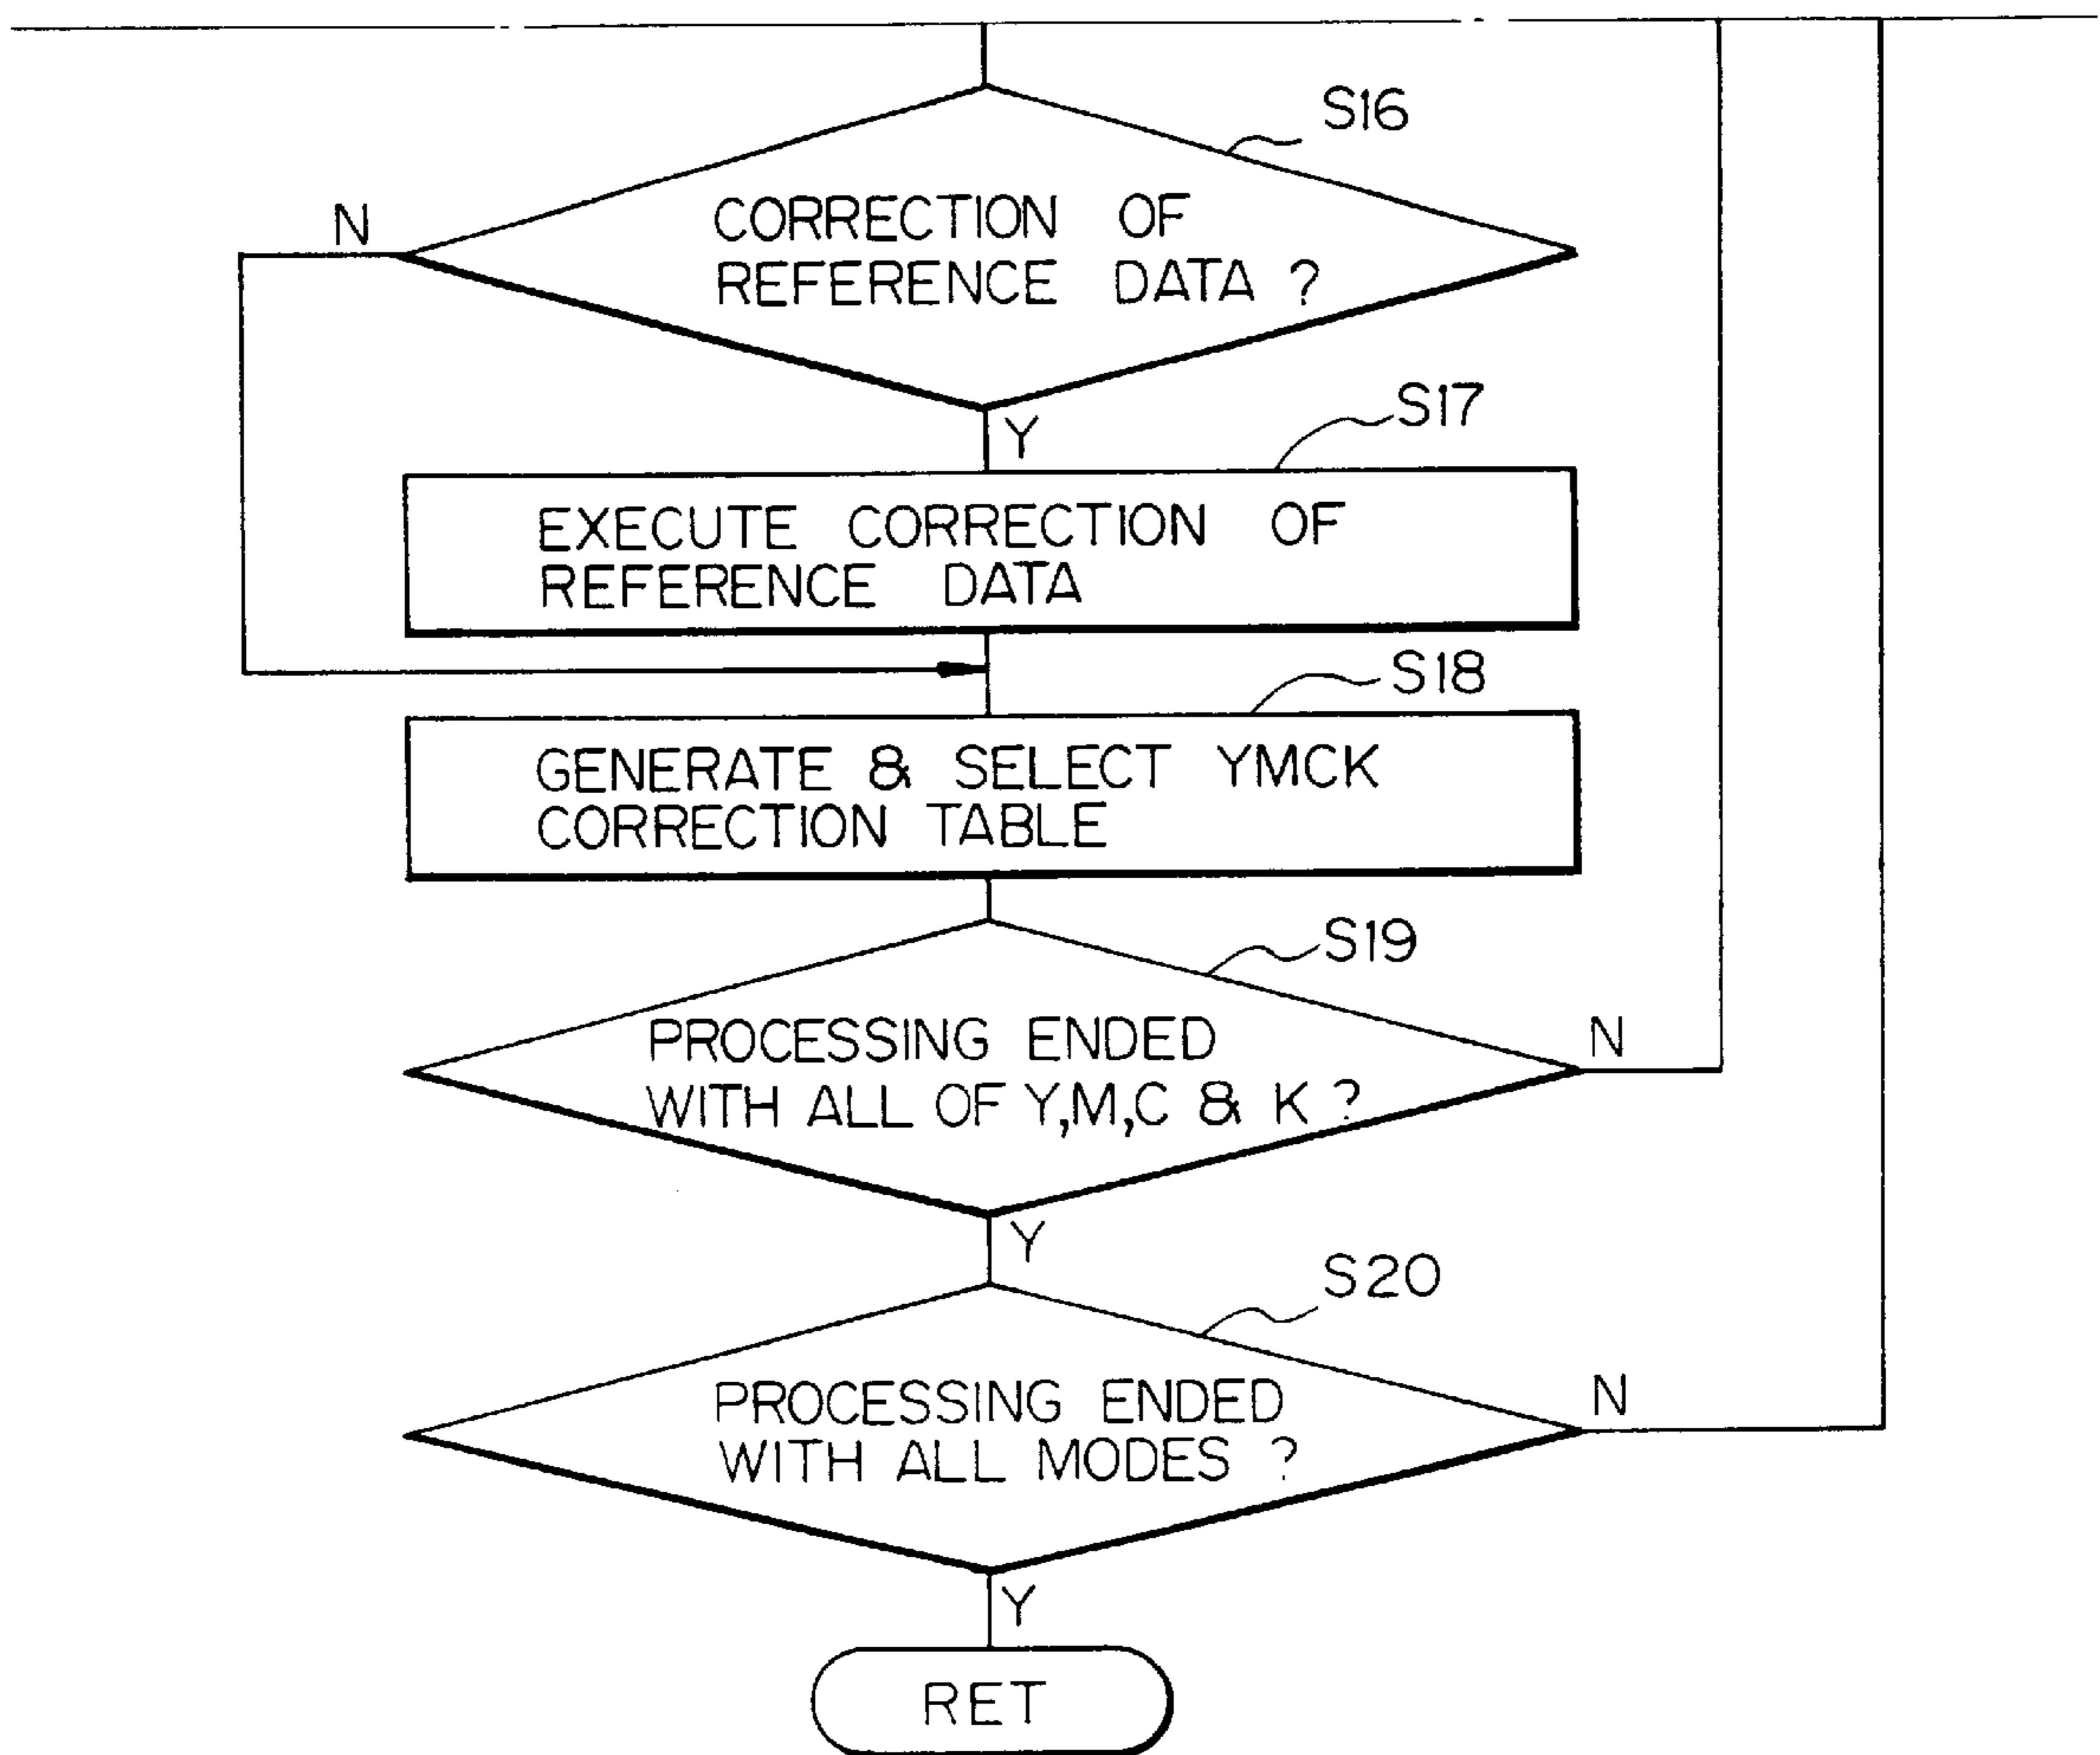 S16
N
CORRECTION OF
REFERENCE DATA ?
Y
S17
EXECUTE CORRECTION OF
REFERENCE DATA
S18
GENERATE & SELECT YMCK
CORRECTION TABLE
S19
PROCESSING ENDED
WITH ALL OF Y,M,C & K ?
N
Y
S20
PROCESSING ENDED
WITH ALL MODES ?
N
Y
RET